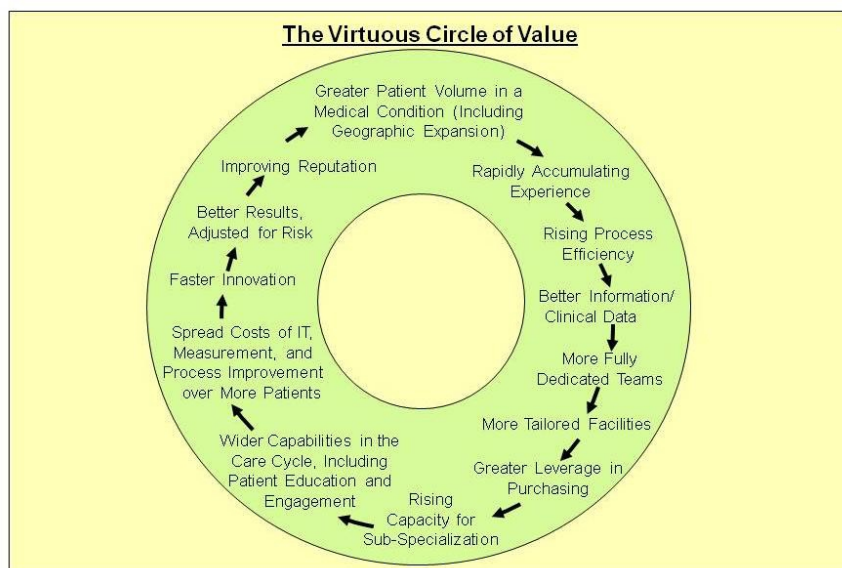 The Virtuous Circle of Value
Greater Patient Volume in a
Medical Condition (Including
Geographic Expansion)
Rapidly Accumulating
Experience
Rising Process
Efficiency
Better Information/
Clinical Data
More Fully
Dedicated Teams
More Tailored Facilities
Greater Leverage in
Purchasing
Rising
Capacity for
Sub-Specialization
Wider Capabilities in the
Care Cycle, Including
Patient Education and
Engagement
Spread Costs of IT,
Measurement, and
Process Improvement
over More Patients
Faster Innovation
Better Results,
Adjusted for Risk
Improving Reputation